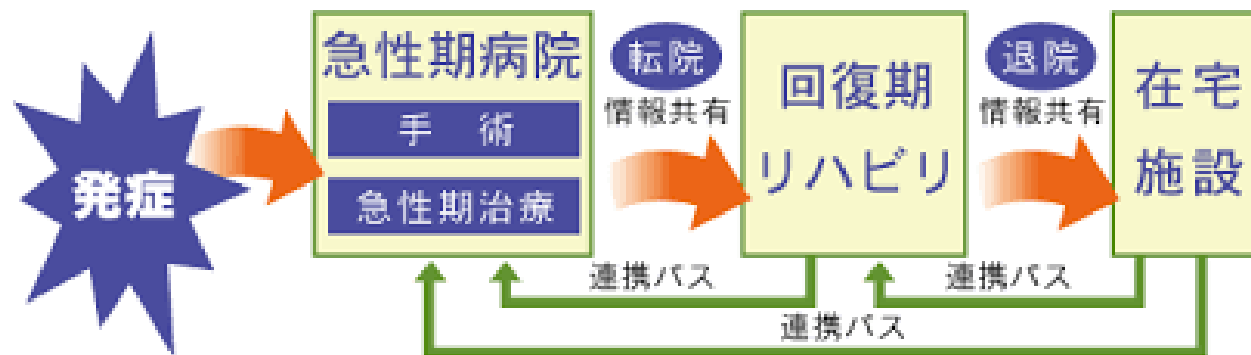 発症
急性期病院
手　術
急性期治療
転院
情報共有
回復期
リハビリ
退院
情報共有
在宅
施設
連携パス
連携パス
連携パス